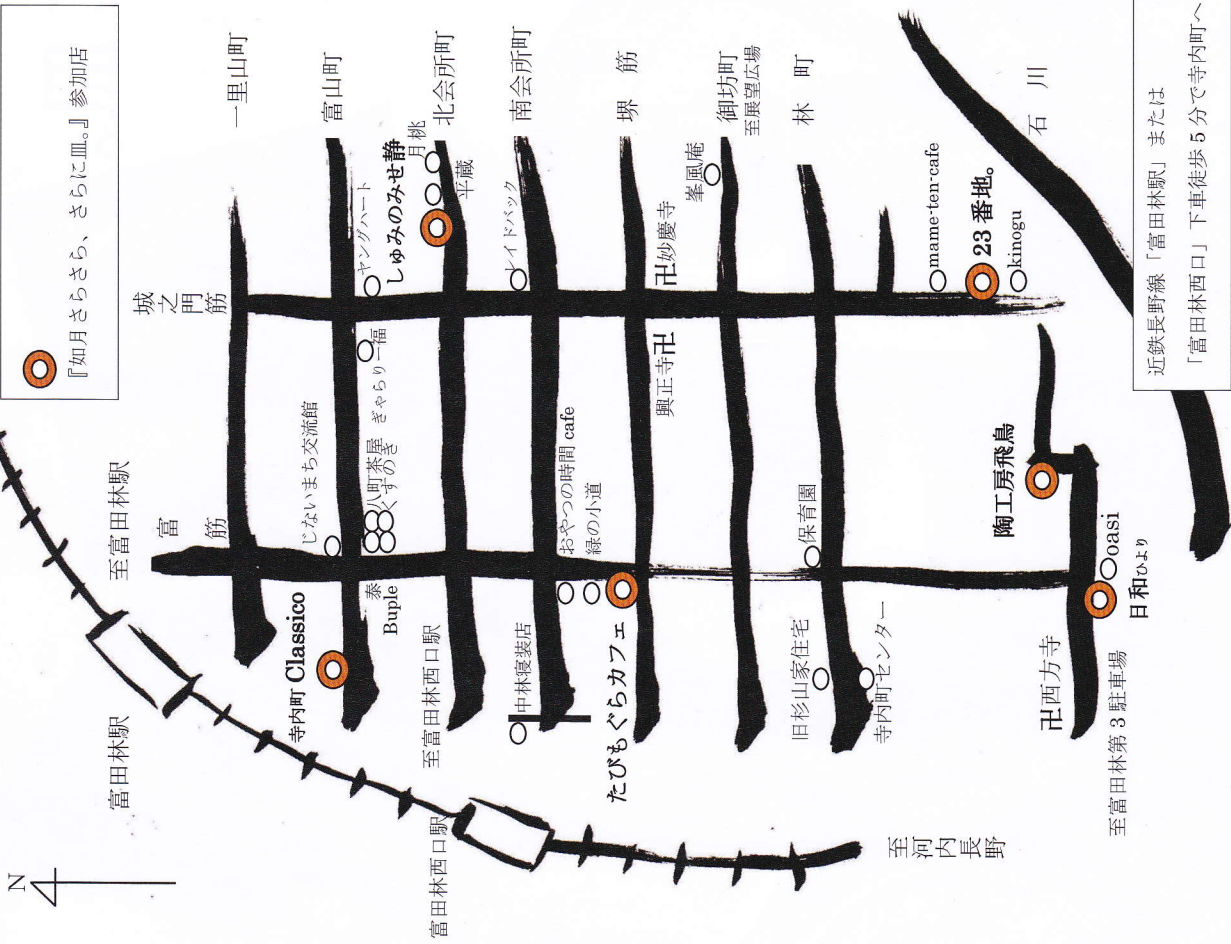 『如月さらさら、さらに皿。』参加店
一里山町
富山町
北会所町
南会所町
堺筋
御坊町
至展望広場
林町
石川
城之門筋
ヤングハート
しゅみのみせ静
月桃
平蔵
レイドバック
卍妙慶寺
峯風庵
mame-ten-cafe
23番地。
kinogu
興正寺卍
ぎゃらりー一福
至富田林駅
富筋
じないまち交流館
八町茶屋
くずのき
おやつの時間 cafe
緑の小道
保育園
陶工房飛鳥
oasi
日和ひより
寺内町 Classico
泰
Buple
至富田林西口駅
中林寝装店
たびもぐらカフェ
旧杉山家住宅
寺内町センター
卍西方寺
至富田林第3駐車場
富田林駅
富田林西口駅
至河内長野
N
近鉄長野線「富田林駅」または
「富田林西口」下車徒歩5分で寺内町へ